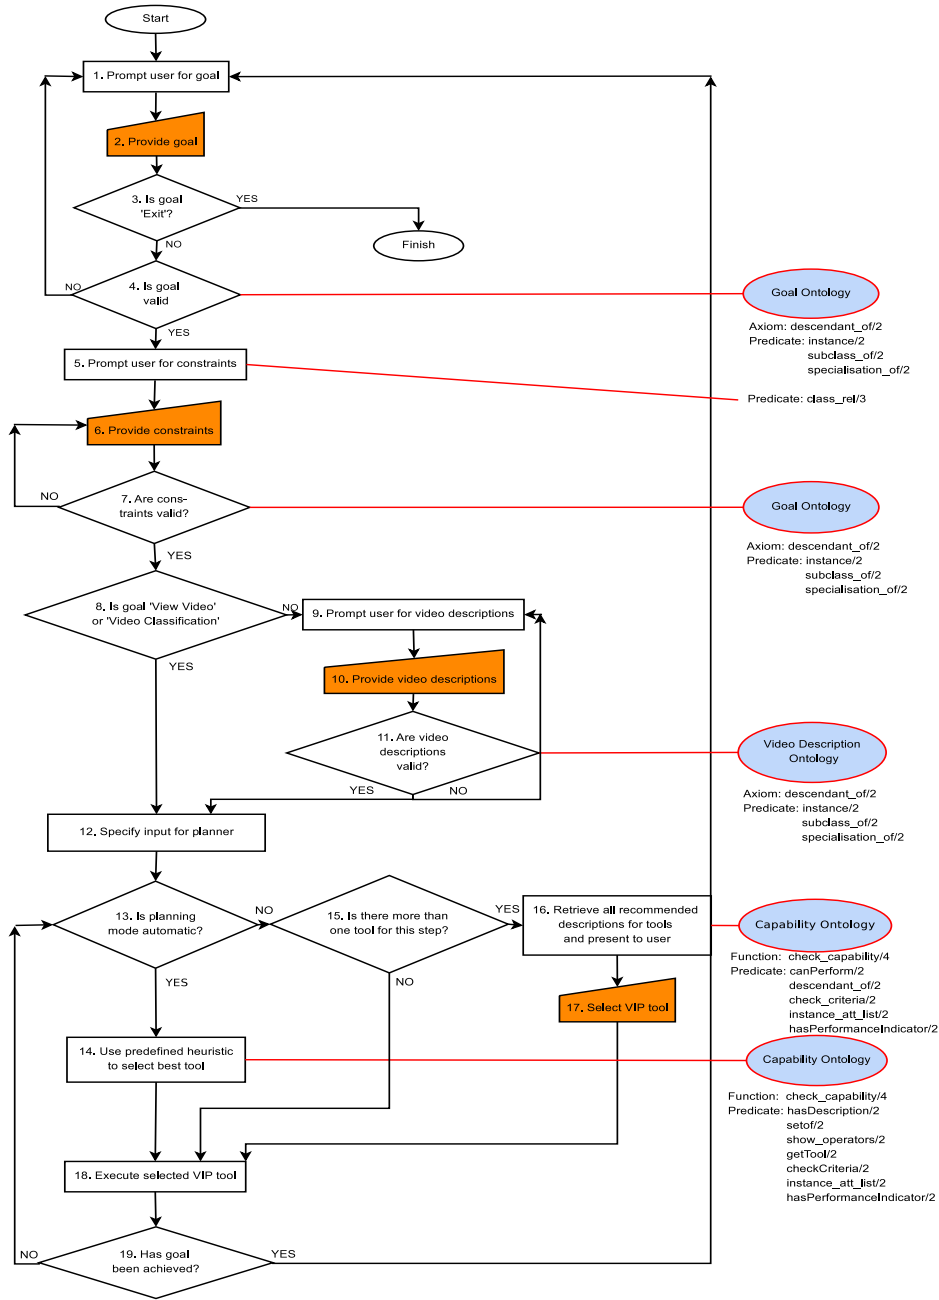 Start
1. Prompt user for goal
2. Provide goal
3. Is goal
'Exit'?
YES
Finish
NO
4. Is goal
valid
NO
YES
Goal Ontology
Axiom: descendant_of/2
Predicate: instance/2
subclass_of/2
specialisation_of/2
5. Prompt user for constraints
Predicate: class_rel/3
6. Provide constraints
7. Are cons-
traints valid?
NO
YES
Goal Ontology
Axiom: descendant_of/2
Predicate: instance/2
subclass_of/2
specialisation_of/2
8. Is goal 'View Video'
or 'Video Classification'
NO
YES
9. Prompt user for video descriptions
10. Provide video descriptions
11. Are video
descriptions
valid?
YES
NO
Video Description
Ontology
Axiom: descendant_of/2
Predicate: instance/2
subclass_of/2
specialisation_of/2
12. Specify input for planner
13. Is planning
mode automatic?
NO
YES
15. Is there more than
one tool for this step?
YES
NO
16. Retrieve all recommended
descriptions for tools
and present to user
Capability Ontology
Function: check_capability/4
Predicate: canPerform/2
descendant_of/2
check_criteria/2
instance_att_list/2
hasPerformanceIndicator/2
17. Select VIP tool
14. Use predefined heuristic
to select best tool
Capability Ontology
Function: check_capability/4
Predicate: hasDescription/2
setof/2
show_operators/2
getTool/2
checkCriteria/2
instance_att_list/2
hasPerformanceIndicator/2
18. Execute selected VIP tool
19. Has goal
been achieved?
NO
YES